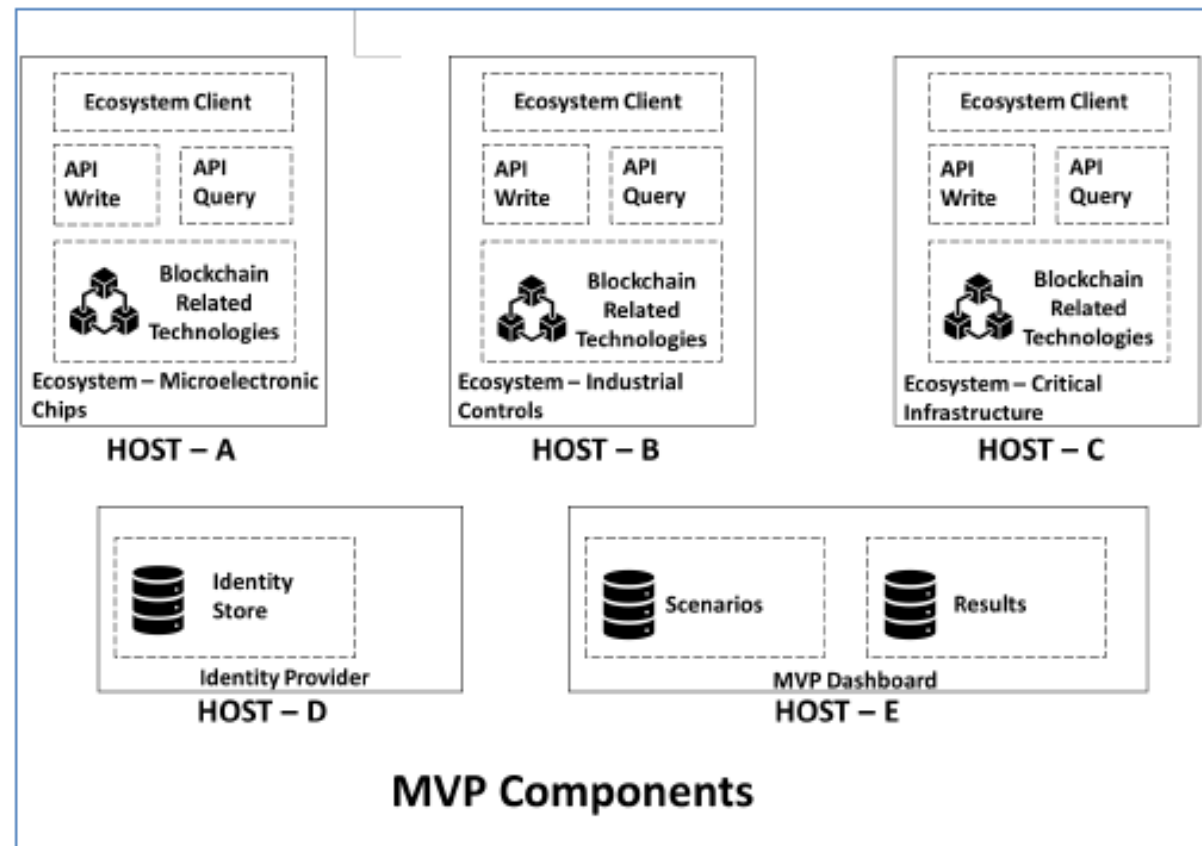 Ecosystem Client
API
Write
API
Query
Blockchain
Related
Technologies
Ecosystem – Microelectronic
Chips
HOST – A
Ecosystem Client
API
Write
API
Query
Blockchain
Related
Technologies
Ecosystem – Industrial
Controls
HOST – B
Ecosystem Client
API
Write
API
Query
Blockchain
Related
Technologies
Ecosystem – Critical
Infrastructure
HOST – C
Identity
Store
Identity Provider
HOST – D
Scenarios
Results
MVP Dashboard
HOST – E
MVP Components